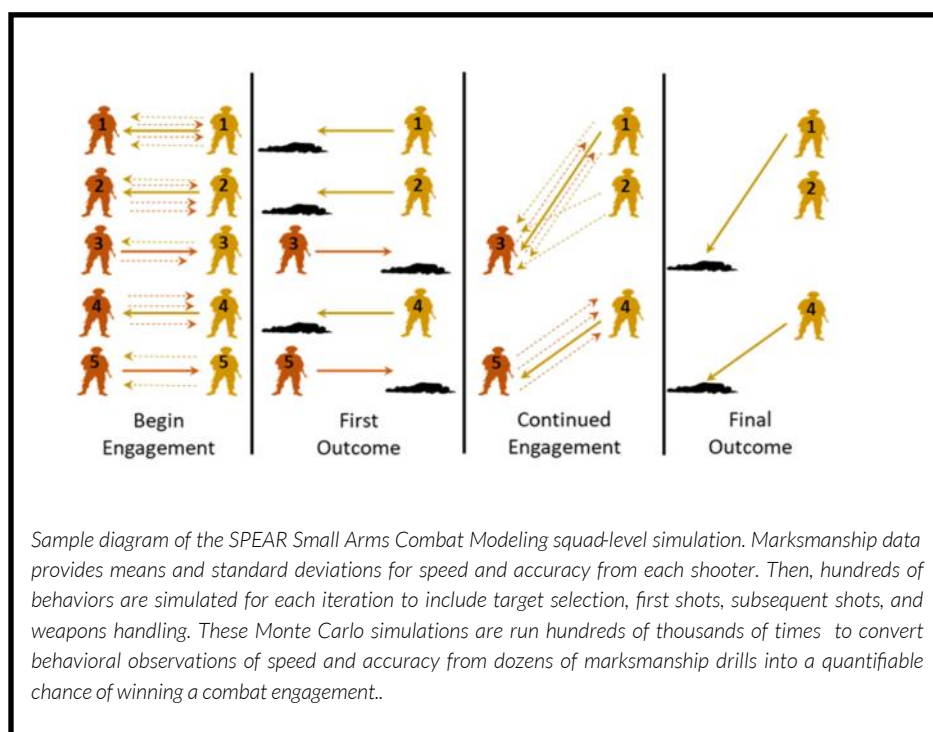 1 1 1 1 1
2 2 2 2 2
3 3 3 3
4 4 4 4 4
5 5 5 5
Begin Engagement
First Outcome
Continued Engagement
Final Outcome
Sample diagram of the SPEAR Small Arms Combat Modeling squad-level simulation. Marksmanship data
provides means and standard deviations for speed and accuracy from each shooter. Then, hundreds of
behaviors are simulated for each iteration to include target selection, first shots, subsequent shots, and
weapons handling. These Monte Carlo simulations are run hundreds of thousands of times to convert
behavioral observations of speed and accuracy from dozens of marksmanship drills into a quantifiable
chance of winning a combat engagement..